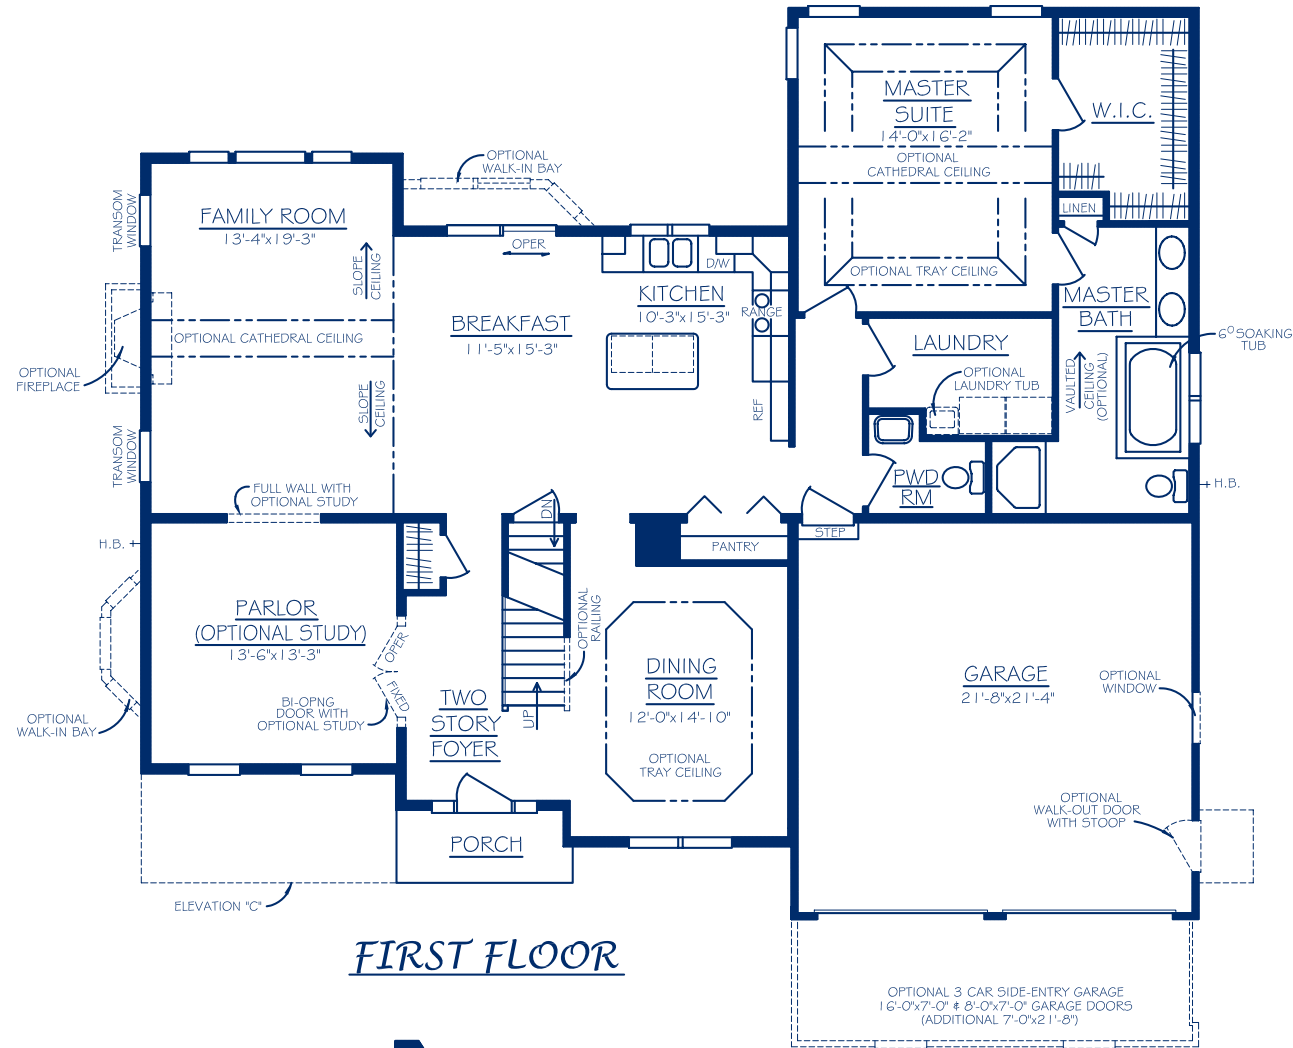 MASTER
SUITE
14'-0"x16'-2"
OPTIONAL
CATHEDRAL CEILING
OPTIONAL TRAY CEILING
W.I.C.
LINEN
OPTIONAL
WALK-IN BAY
TRANSOM
WINDOW
FAMILY ROOM
13'-4"x19'-3"
SLOPE
CEILING
OPTIONAL CATHEDRAL CEILING
SLOPE
CEILING
OPTIONAL
FIREPLACE
TRANSOM
WINDOW
FULL WALL WITH
OPTIONAL STUDY
OPER
BREAKFAST
11'-5"x15'-3"
D/W
KITCHEN
10'-3"x15'-3"
RANGE
REF
LAUNDRY
OPTIONAL
LAUNDRY TUB
MASTER
BATH
VAULTED
CEILING
(OPTIONAL)
6⁰ SOAKING
TUB
PWD
RM
H.B.
STEP
PANTRY
DN
H.B.
PARLOR
(OPTIONAL STUDY)
13'-6"x13'-3"
OPER
FIXED
BI-OPNG
DOOR WITH
OPTIONAL STUDY
OPTIONAL
WALK-IN BAY
TWO
STORY
FOYER
UP
OPTIONAL
RAILING
DINING
ROOM
12'-0"x14'-10"
OPTIONAL
TRAY CEILING
GARAGE
21'-8"x21'-4"
OPTIONAL
WINDOW
OPTIONAL
WALK-OUT DOOR
WITH STOOP
PORCH
ELEVATION "C"
FIRST FLOOR
OPTIONAL 3 CAR SIDE-ENTRY GARAGE
16'-0"x7'-0" & 8'-0"x7'-0" GARAGE DOORS
(ADDITIONAL 7'-0"x21'-8")